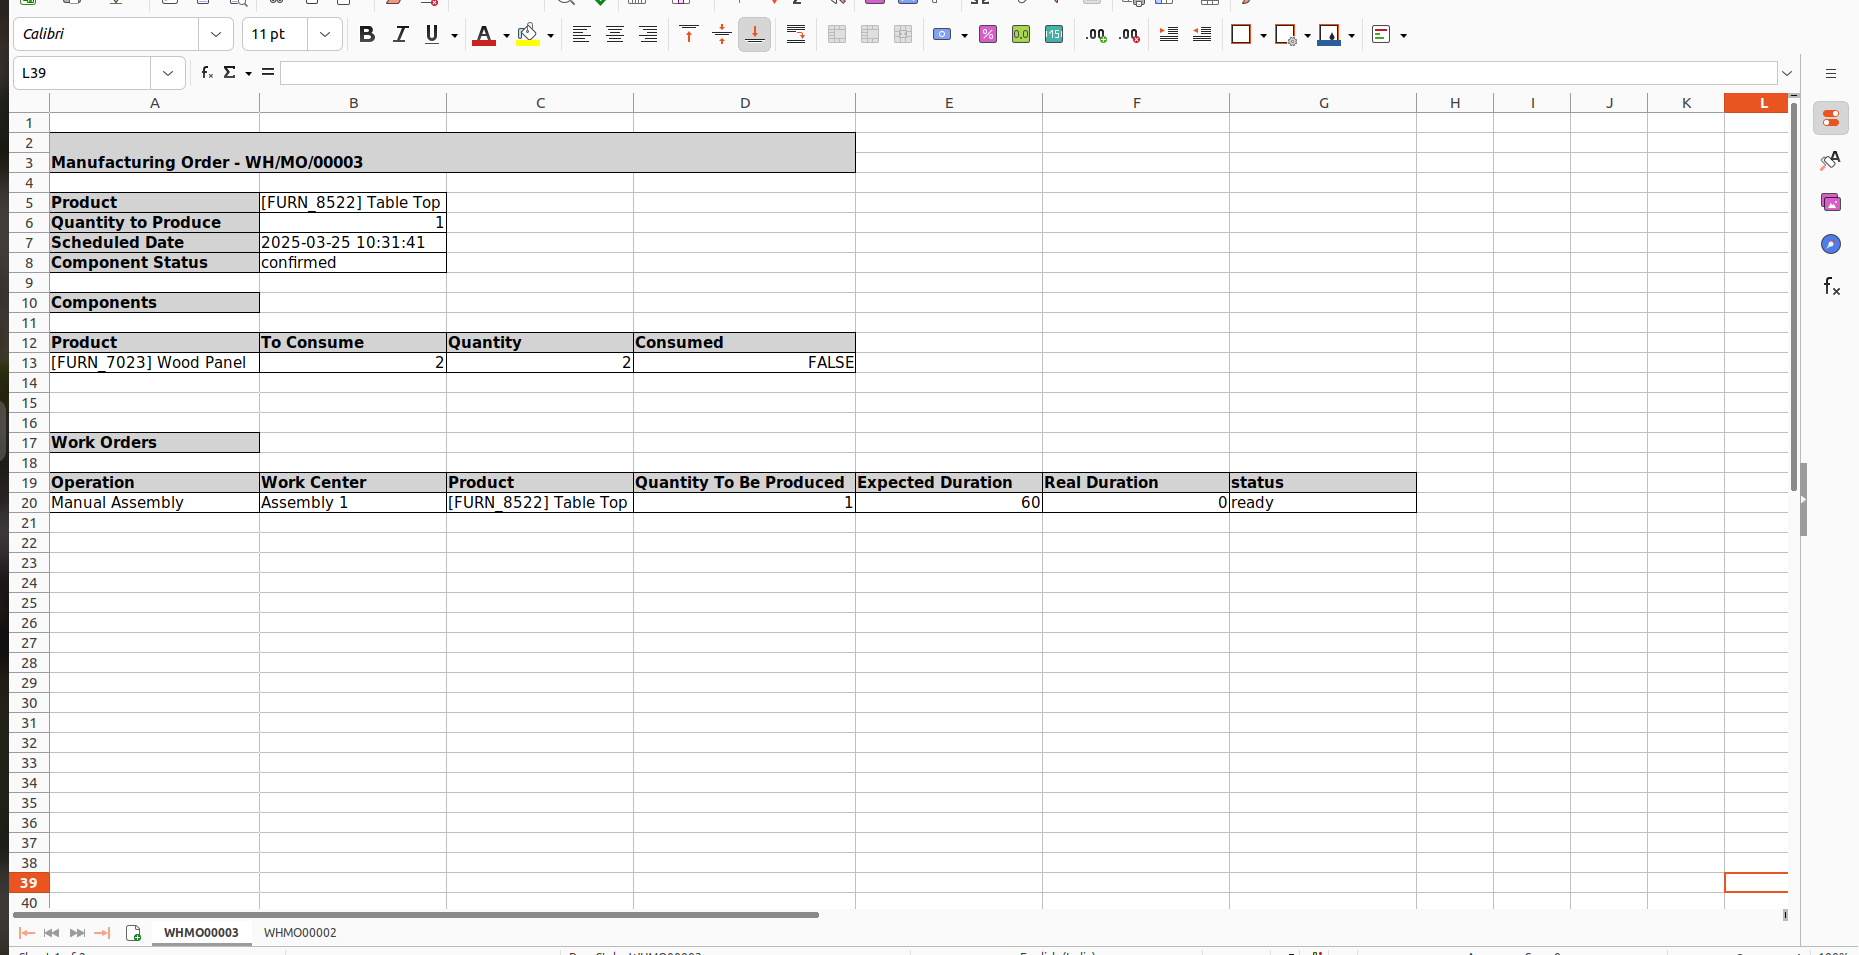 Calibri 11 pt B I U A % 0.0 .00 .00
L39 fx Σ =
A B C D E F G H I J K L
1
2
3 Manufacturing Order - WH/MO/00003
4
5 Product [FURN_8522] Table Top
6 Quantity to Produce 1
7 Scheduled Date 2025-03-25 10:31:41
8 Component Status confirmed
9
10 Components
11
12 Product To Consume Quantity Consumed
13 [FURN_7023] Wood Panel 2 2 FALSE
14
15
16
17 Work Orders
18
19 Operation Work Center Product Quantity To Be Produced Expected Duration Real Duration status
20 Manual Assembly Assembly 1 [FURN_8522] Table Top 1 60 0 ready
21
22
23
24
25
26
27
28
29
30
31
32
33
34
35
36
37
38
39
40
WHMO00003 WHMO00002